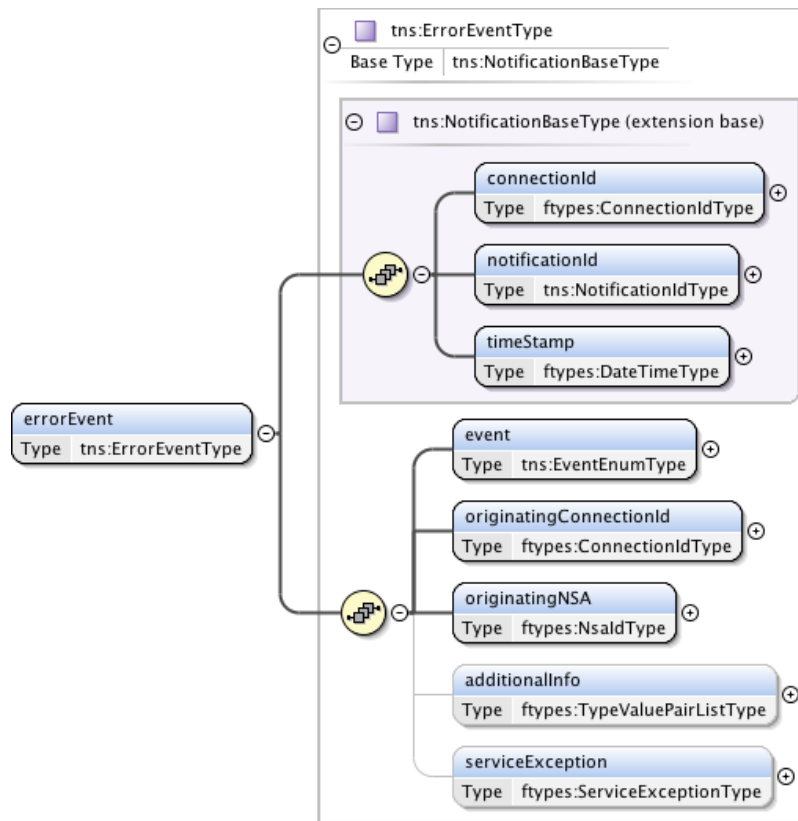 tns:ErrorEventType
Base Type tns:NotificationBaseType
tns:NotificationBaseType (extension base)
connectionId
Type ftypes:ConnectionIdType
notificationId
Type tns:NotificationIdType
timeStamp
Type ftypes:DateTimeType
errorEvent
Type tns:ErrorEventType
event
Type tns:EventEnumType
originatingConnectionId
Type ftypes:ConnectionIdType
originatingNSA
Type ftypes:NsaIdType
additionalInfo
Type ftypes:TypeValuePairListType
serviceException
Type ftypes:ServiceExceptionType